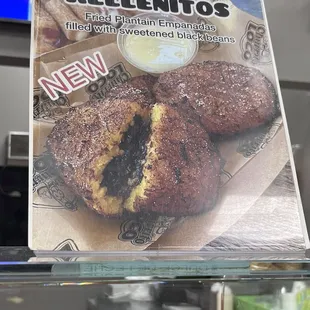 RELLENITOS
Fried Plantain Empanadas
filled with sweetened black beans
NEW